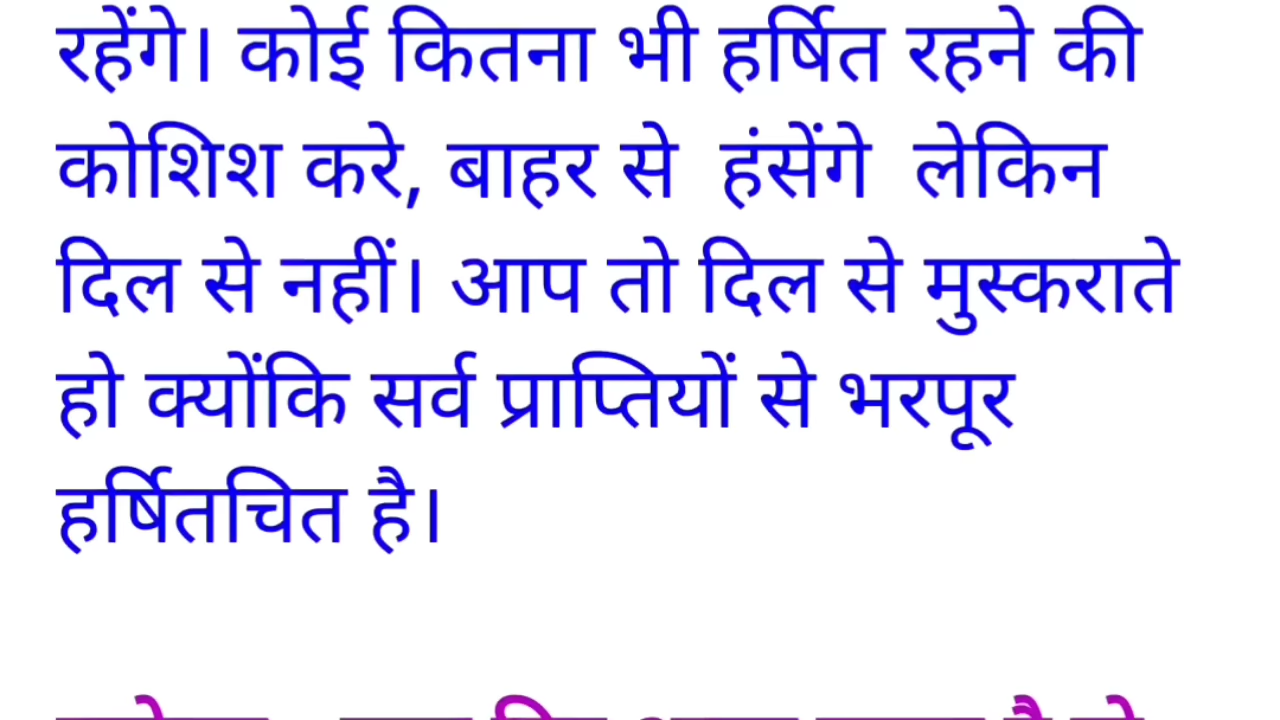 रहेंगे। कोई कितना भी हर्षित रहने की
कोशिश करे, बाहर से हंसेंगे लेकिन
दिल से नहीं। आप तो दिल से मुस्कराते
हो क्योंकि सर्व प्राप्तियों से भरपूर
हर्षितचित है।